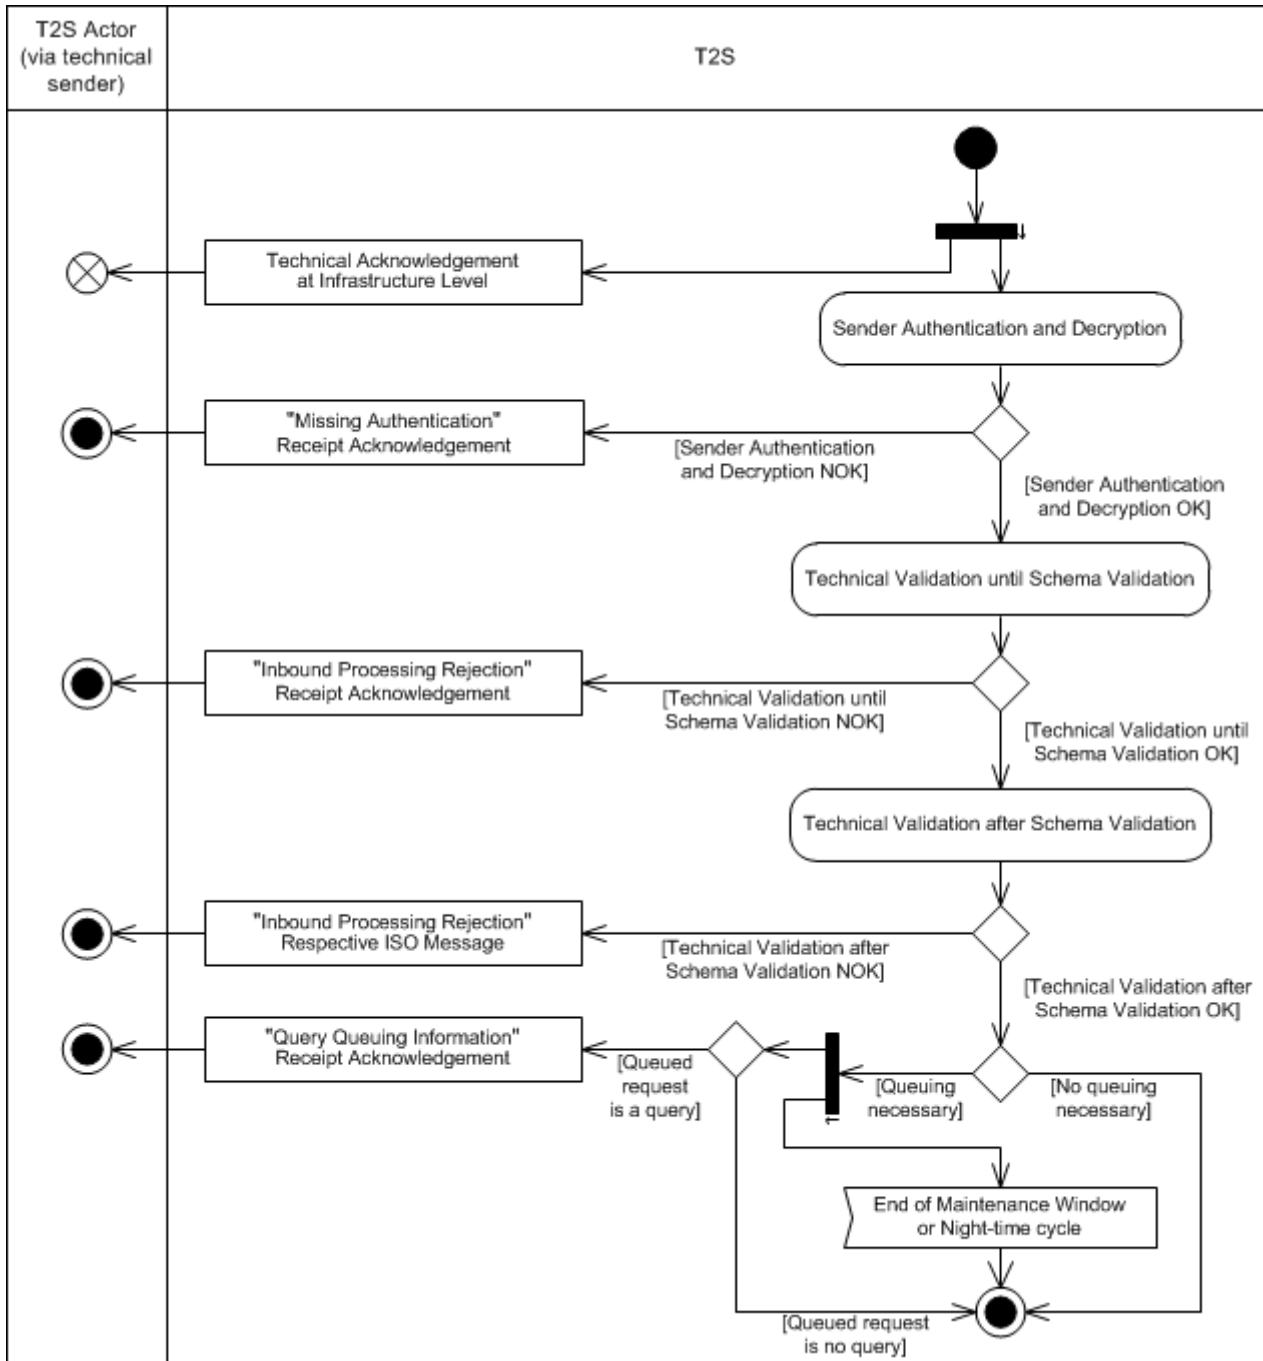 T2S Actor
(via technical
sender)
T2S
Technical Acknowledgement
at Infrastructure Level
Sender Authentication and Decryption
"Missing Authentication"
Receipt Acknowledgement
[Sender Authentication
and Decryption NOK]
[Sender Authentication
and Decryption OK]
Technical Validation until Schema Validation
"Inbound Processing Rejection"
Receipt Acknowledgement
[Technical Validation until
Schema Validation NOK]
[Technical Validation until
Schema Validation OK]
Technical Validation after Schema Validation
"Inbound Processing Rejection"
Respective ISO Message
[Technical Validation after
Schema Validation NOK]
[Technical Validation after
Schema Validation OK]
"Query Queuing Information"
Receipt Acknowledgement
[Queued
request
is a query]
[Queuing
necessary]
[No queuing
necessary]
End of Maintenance Window
or Night-time cycle
[Queued request
is no query]